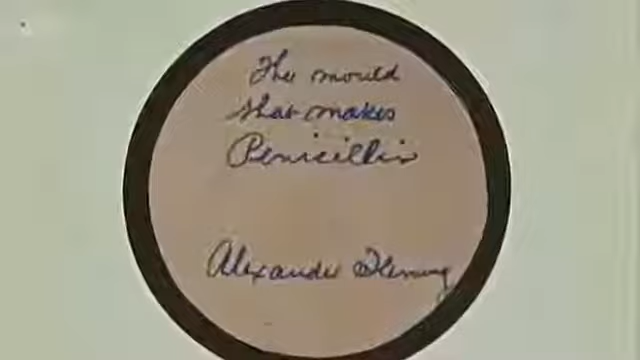 The mould
that makes
Penicillin
Alexander Fleming